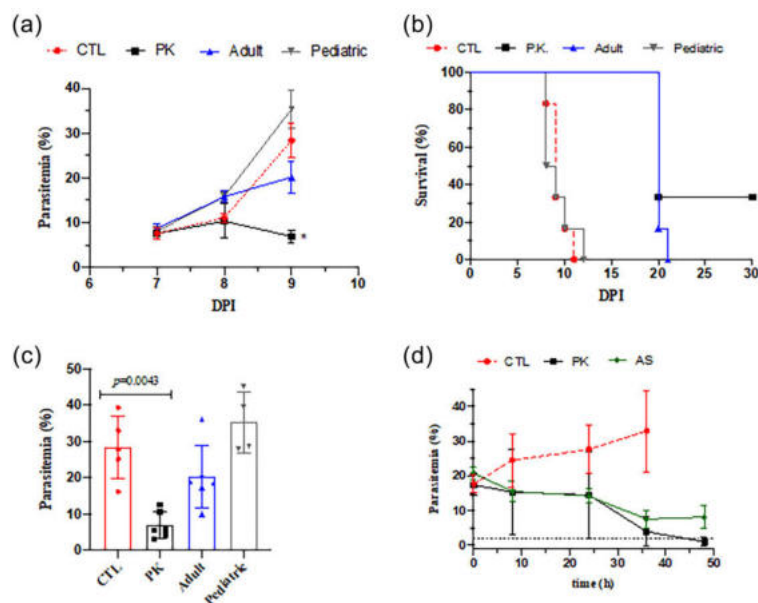 (a)
CTL PK Adult Pediatric
Parasitemia (%)
40
30
20
10
0
6 7 8 9 10
*
DPI
(b)
CTL P.K. Adult Pediatric
Survival (%)
100
80
60
40
20
0
0 5 10 15 20 25 30
DPI
(c)
p=0.0043
Parasitemia (%)
50
40
30
20
10
0
CTL PK Adult Pediatric
(d)
CTL PK AS
Parasitemia (%)
40
30
20
10
0
0 10 20 30 40 50
time (h)